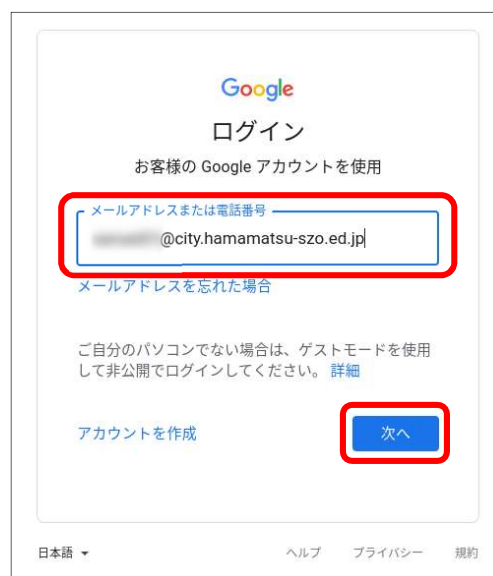 Google
ログイン
お客様の Google アカウントを使用
メールアドレスまたは電話番号
@city.hamamatsu-szo.ed.jp
メールアドレスを忘れた場合
ご自分のパソコンでない場合は、ゲストモードを使用
して非公開でログインしてください。 詳細
アカウントを作成
次へ
日本語
ヘルプ プライバシー 規約